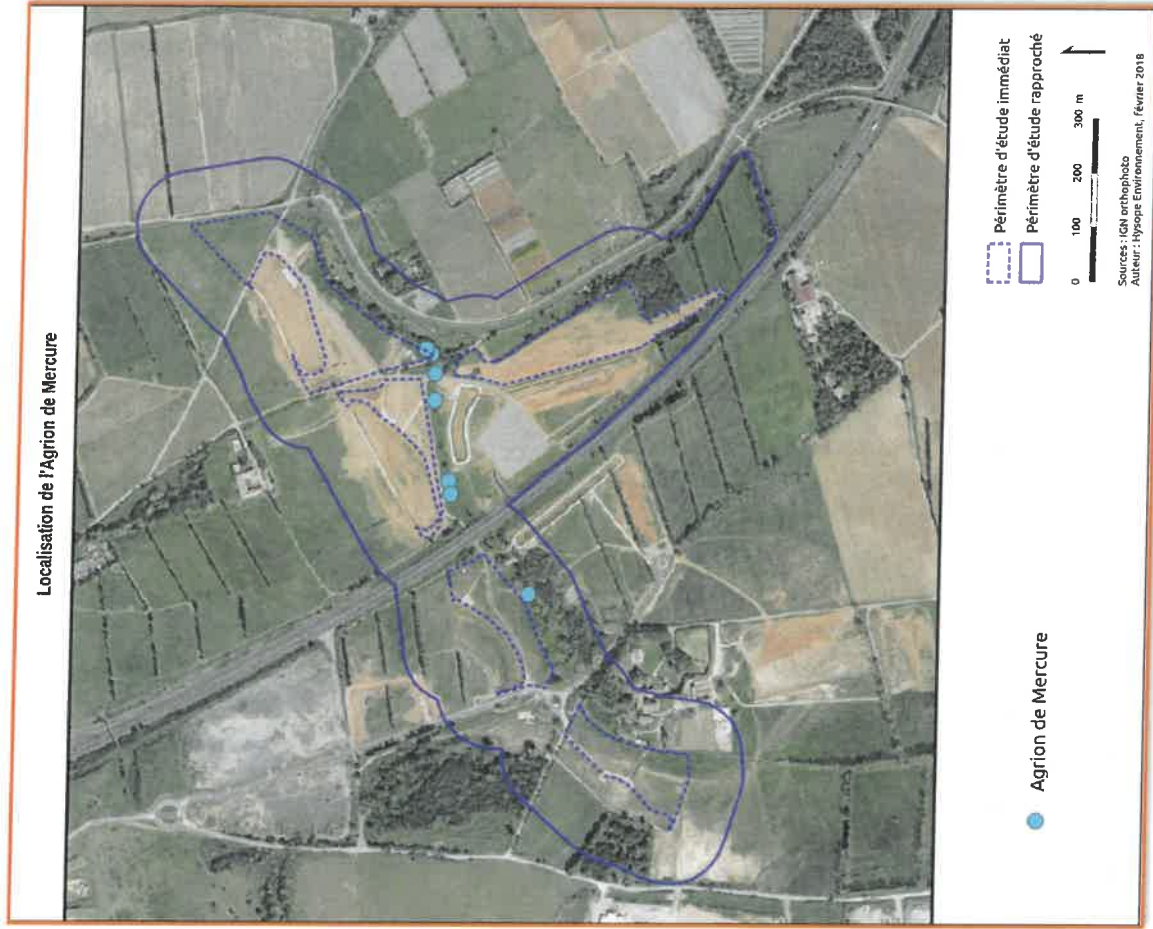 Localisation de l'Agrion de Mercure
Agrion de Mercure
Périmètre d'étude immédiat
Périmètre d'étude rapproché
0 100 200 300 m
Sources : IGN orthophoto
Auteur : Hysope Environnement, février 2018